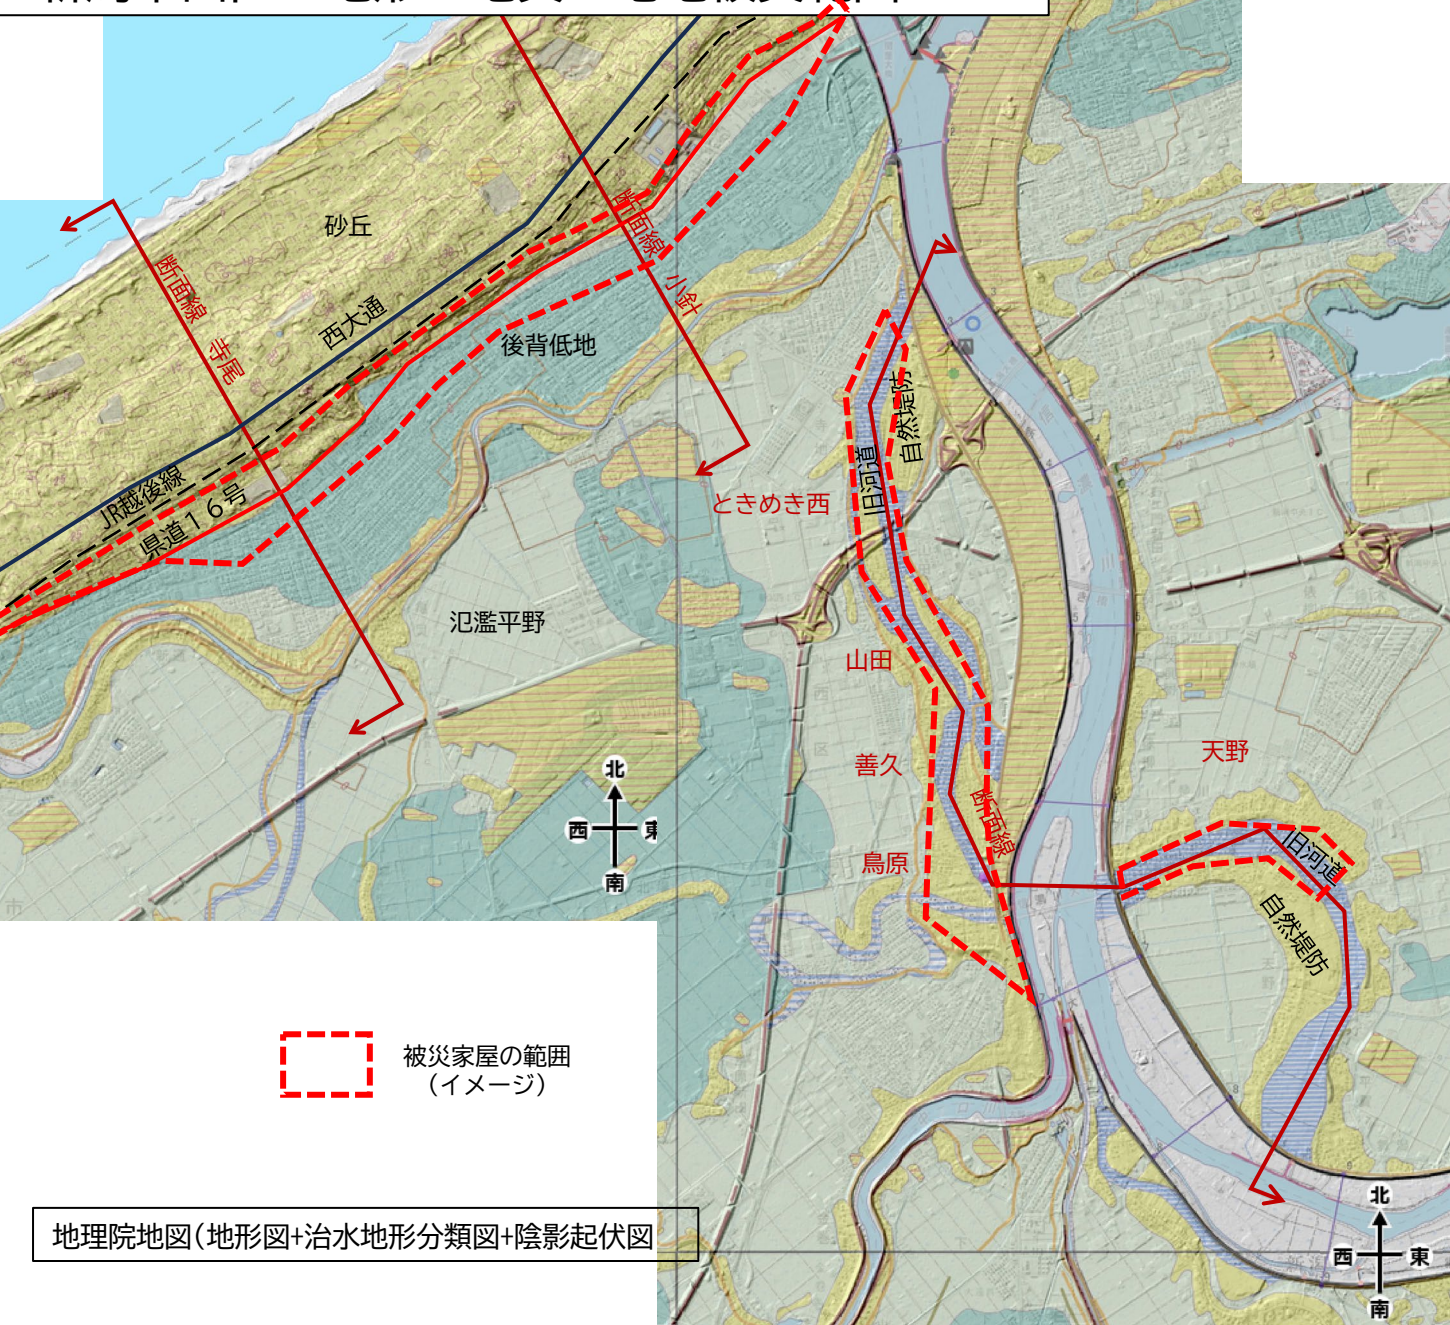 砂丘
断面線 寺尾
西大通
断面線 小針
後背低地
JR越後線
県道16号
自然堤防
旧河道
ときめき西
氾濫平野
山田
善久
鳥原
断面線
天野
旧河道
自然堤防
北
西
東
南
被災家屋の範囲
（イメージ）
地理院地図(地形図+治水地形分類図+陰影起伏図
北
西
東
南